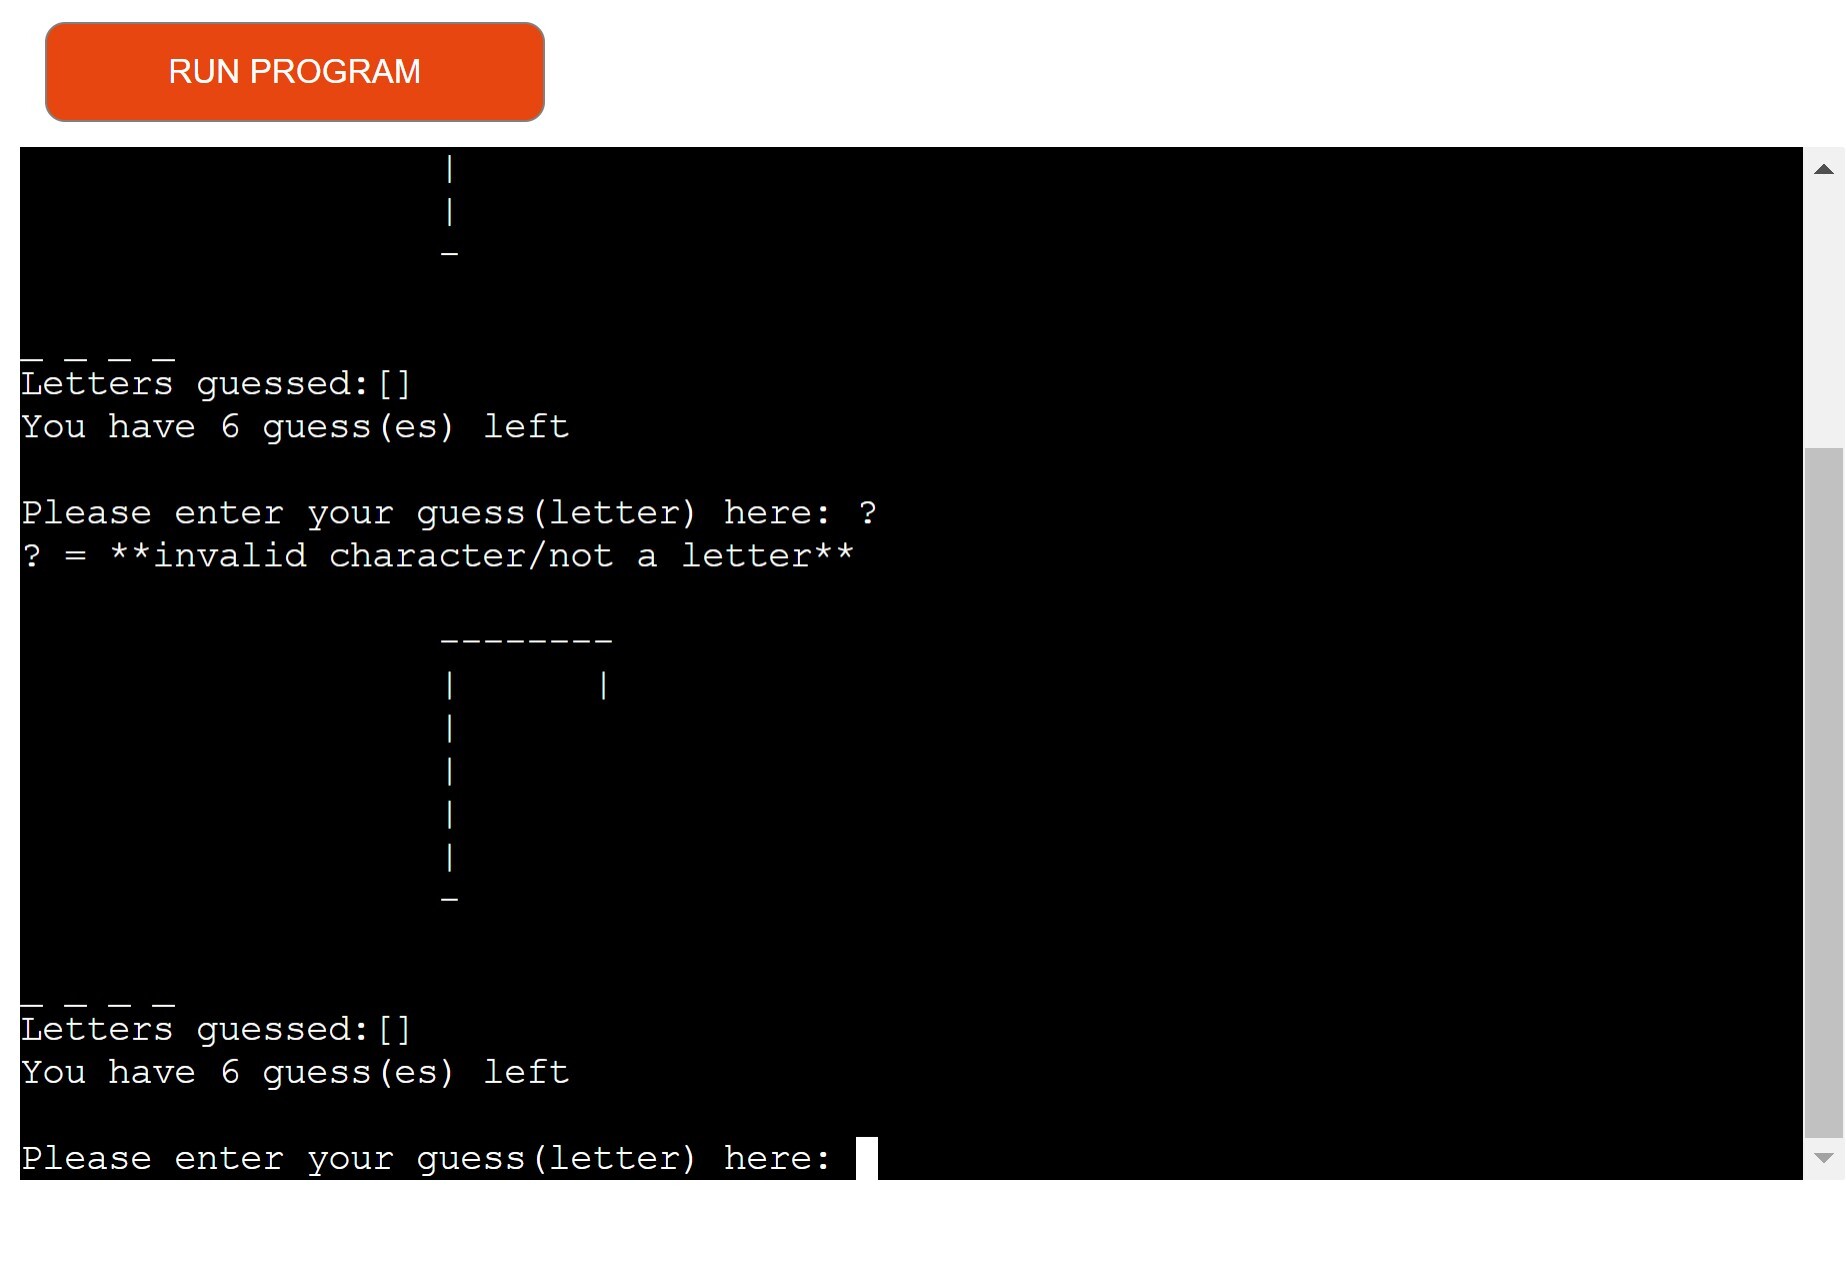 RUN PROGRAM
|
|
-
_ _ _ _
Letters guessed:[]
You have 6 guess(es) left
Please enter your guess(letter) here: ?
? = **invalid character/not a letter**
--------
|      |
|
|
|
|
-
_ _ _ _
Letters guessed:[]
You have 6 guess(es) left
Please enter your guess(letter) here: